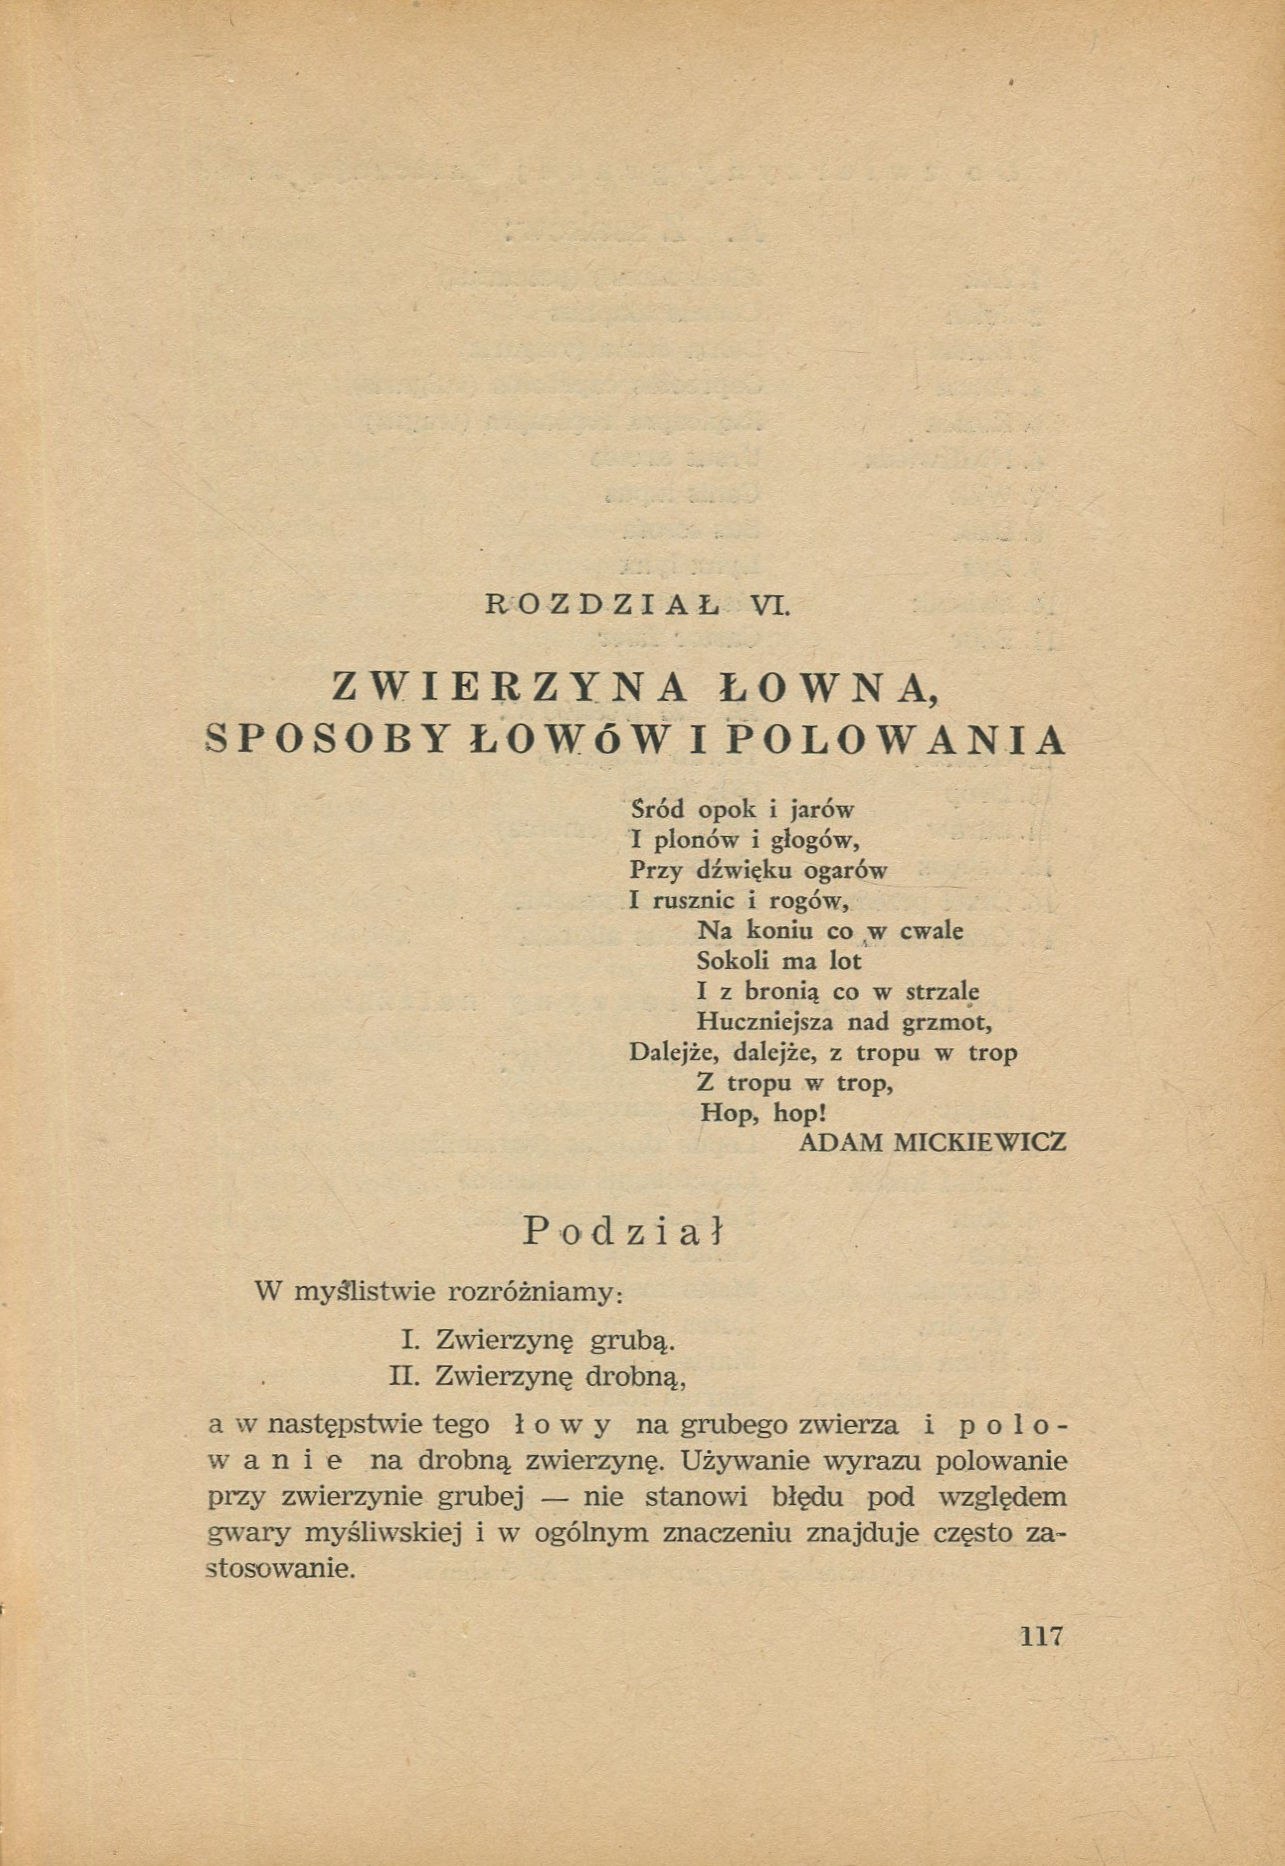 ROZDZIAŁ VI.
ZWIERZYNA ŁOWNA,
SPOSOBY ŁOWÓW I POLOWANIA
Śród opok i jarów
I plonów i głogów,
Przy dźwięku ogarów
I rusznic i rogów,
Na koniu co w cwale
Sokoli ma lot
I z bronią co w strzale
Huczniejsza nad grzmot,
Dalejże, dalejże, z tropu w trop
Z tropu w trop,
Hop, hop!
ADAM MICKIEWICZ
Podział
W myślistwie rozróżniamy:
I. Zwierzynę grubą.
II. Zwierzynę drobną,
a w następstwie tego łowy na grubego zwierza i polo-
wanie na drobną zwierzynę. Używanie wyrazu polowanie
przy zwierzynie grubej — nie stanowi błędu pod względem
gwary myśliwskiej i w ogólnym znaczeniu znajduje często za-
stosowanie.
117